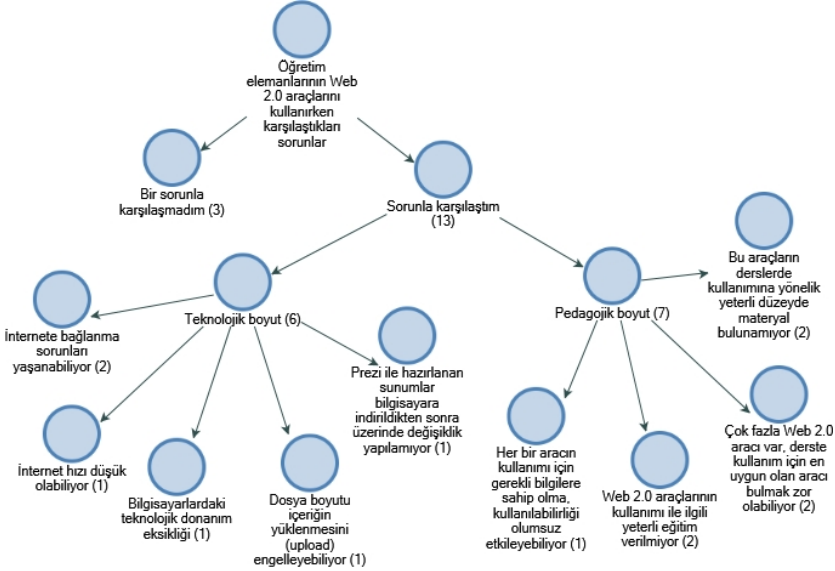 Öğretim
elemanlarının Web
2.0 araçlarını
kullanırken
karşılaştıkları
sorunlar
Bir sorunla
karşılaşmadım (3)
Sorunla karşılaştım
(13)
Teknolojik boyut (6)
Pedagojik boyut (7)
Bu araçların
derslerde
kullanımına yönelik
yeterli düzeyde
materyal
bulunamıyor (2)
İnternete bağlanma
sorunları
yaşanabiliyor (2)
Prezi ile hazırlanan
sunumlar
bilgisayara
indirildikten sonra
üzerinde değişiklik
yapılamıyor (1)
İnternet hızı düşük
olabiliyor (1)
Bilgisayarlardaki
teknolojik donanım
eksikliği (1)
Dosya boyutu
içeriğin
yüklenmesini
(upload)
engelleyebiliyor (1)
Her bir aracın
kullanımı için
gerekli bilgilere
sahip olma,
kullanılabilirliği
olumsuz
etkileyebiliyor (1)
Web 2.0 araçlarının
kullanımı ile ilgili
yeterli eğitim
verilmiyor (2)
Çok fazla Web 2.0
aracı var, derste
kullanım için en
uygun olan aracı
bulmak zor
olabiliyor (2)